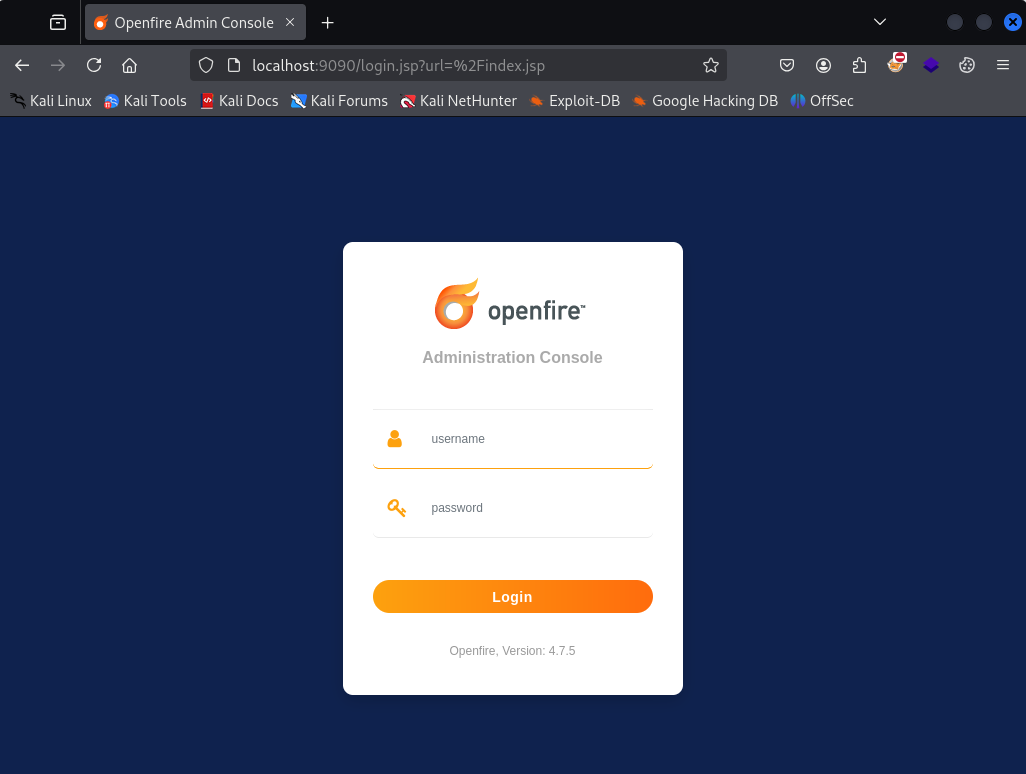 Openfire Admin Console
localhost:9090/login.jsp?url=%2Findex.jsp
Kali Linux Kali Tools Kali Docs Kali Forums Kali NetHunter Exploit-DB Google Hacking DB OffSec
openfire™
Administration Console
username
password
Login
Openfire, Version: 4.7.5